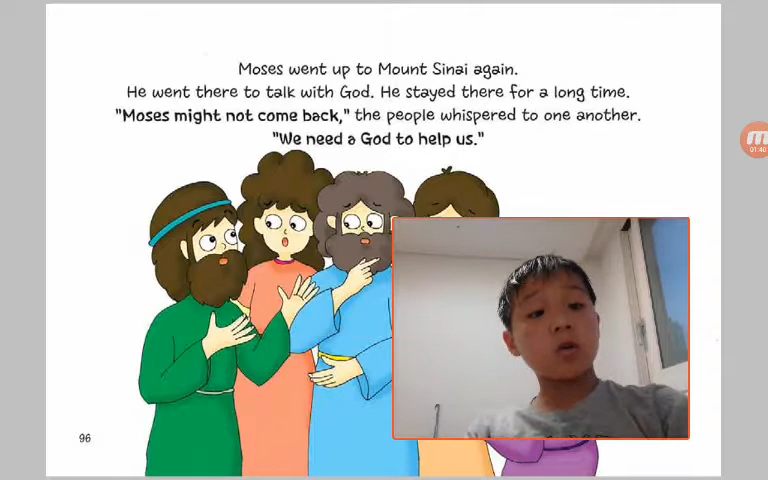 Moses went up to Mount Sinai again.
He went there to talk with God. He stayed there for a long time.
"Moses might not come back," the people whispered to one another.
"We need a God to help us."
96
01:40